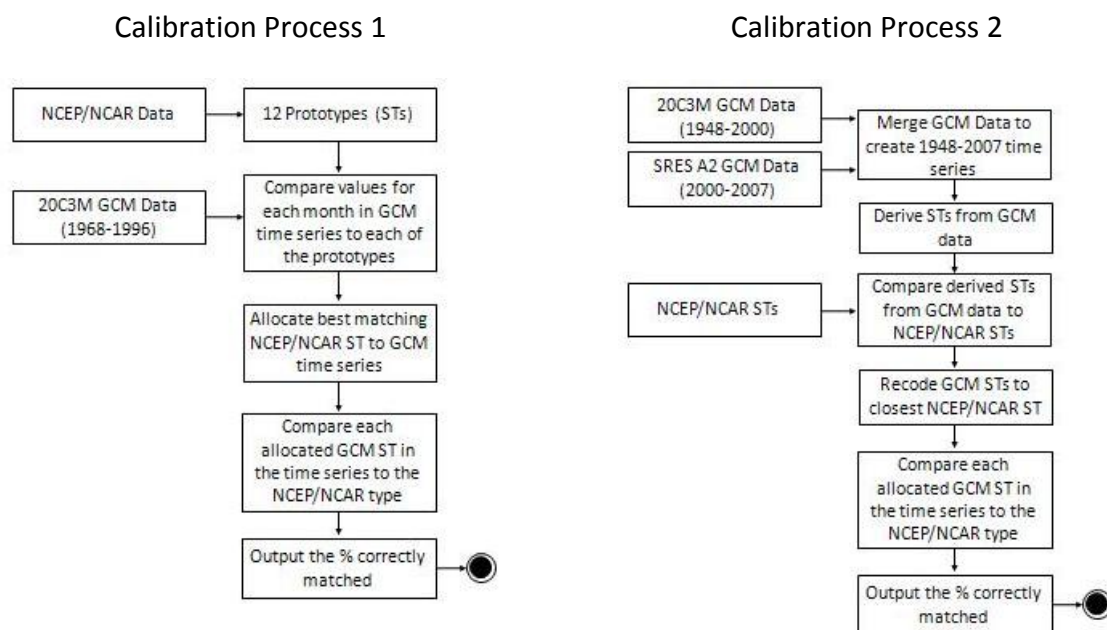 Calibration Process 1
NCEP/NCAR Data
12 Prototypes (STs)
20C3M GCM Data
(1968-1996)
Compare values for
each month in GCM
time series to each of
the prototypes
Allocate best matching
NCEP/NCAR ST to GCM
time series
Compare each
allocated GCM ST in
the time series to the
NCEP/NCAR type
Output the % correctly
matched
Calibration Process 2
20C3M GCM Data
(1948-2000)
SRES A2 GCM Data
(2000-2007)
Merge GCM Data to
create 1948-2007 time
series
Derive STs from GCM
data
NCEP/NCAR STs
Compare derived STs
from GCM data to
NCEP/NCAR STs
Recode GCM STs to
closest NCEP/NCAR ST
Compare each
allocated GCM ST in
the time series to the
NCEP/NCAR type
Output the % correctly
matched